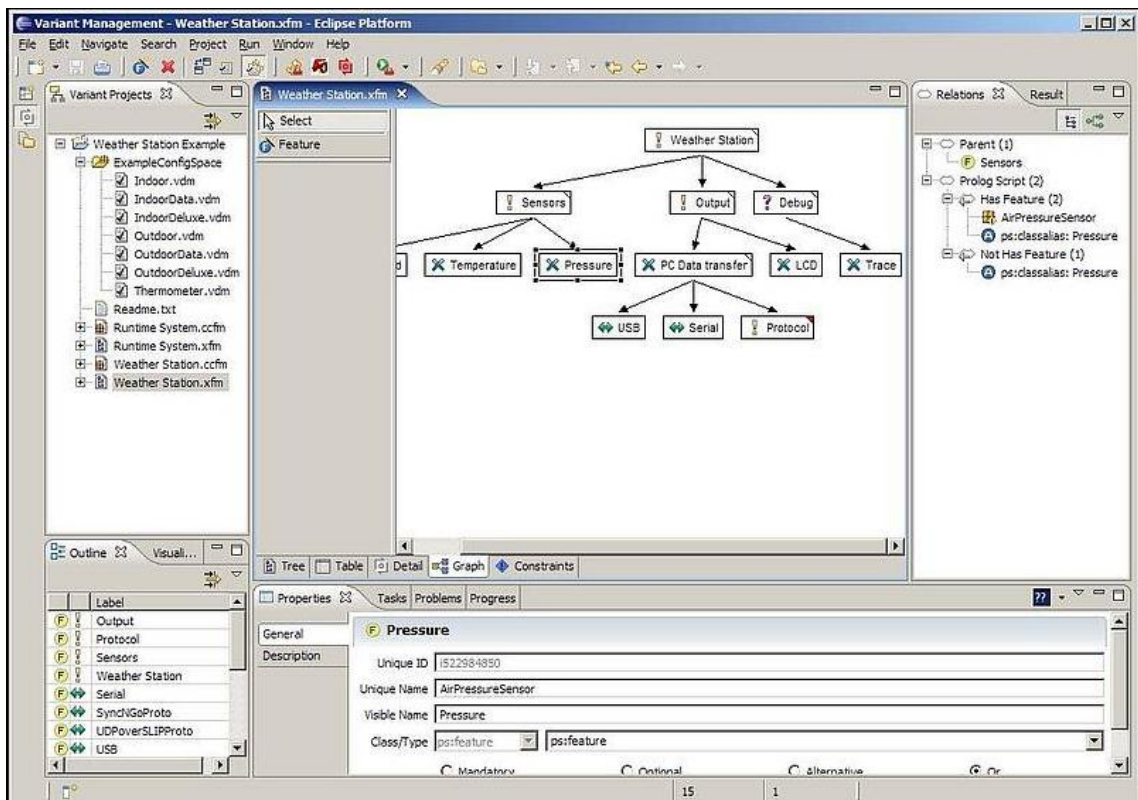 Variant Management - Weather Station.xfm - Eclipse Platform
File Edit Navigate Search Project Run Window Help
Variant Projects
Weather Station Example
ExampleConfigSpace
Indoor.vdm
IndoorData.vdm
IndoorDeluxe.vdm
Outdoor.vdm
OutdoorData.vdm
OutdoorDeluxe.vdm
Thermometer.vdm
Readme.txt
Runtime System.ccfm
Runtime System.xfm
Weather Station.ccfm
Weather Station.xfm
Weather Station.xfm
Select
Feature
Weather Station
Sensors
Output
? Debug
d
Temperature
Pressure
PC Data transfer
LCD
Trace
USB
Serial
Protocol
Tree Table Detail Graph Constraints
Relations Result
Parent (1)
F Sensors
Prolog Script (2)
Has Feature (2)
AirPressureSensor
A ps:classalias: Pressure
Not Has Feature (1)
A ps:classalias: Pressure
Outline Visuali...
Label
F Output
F Protocol
F Sensors
F Weather Station
F Serial
F SyncNGoProto
F UDPoverSLIPProto
F USB
Properties Tasks Problems Progress
??
General
Description
F Pressure
Unique ID i522984850
Unique Name AirPressureSensor
Visible Name Pressure
Class/Type ps:feature ps:feature
Mandatory Optional Alternative Or
15 1